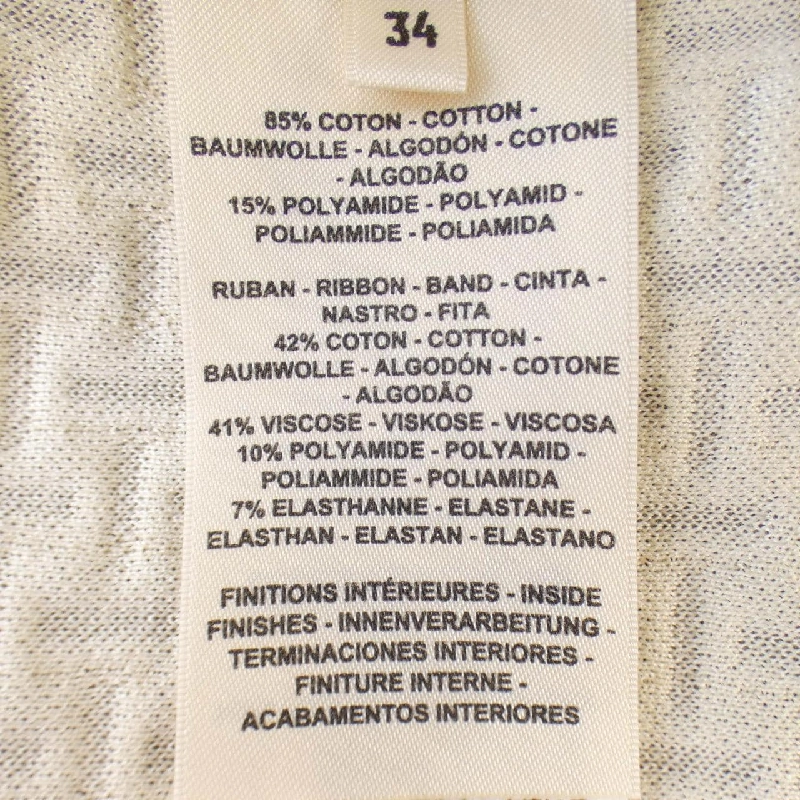 34
85% COTON - COTTON -
BAUMWOLLE - ALGODÓN - COTONE
- ALGODÃO
15% POLYAMIDE - POLYAMID -
POLIAMMIDE - POLIAMIDA
RUBAN - RIBBON - BAND - CINTA -
NASTRO - FITA
42% COTON - COTTON -
BAUMWOLLE - ALGODÓN - COTONE
- ALGODÃO
41% VISCOSE - VISKOSE - VISCOSA
10% POLYAMIDE - POLYAMID -
POLIAMMIDE - POLIAMIDA
7% ELASTHANNE - ELASTANE -
ELASTHAN - ELASTAN - ELASTANO
FINITIONS INTÉRIEURES - INSIDE
FINISHES - INNENVERARBEITUNG -
TERMINACIONES INTERIORES -
FINITURE INTERNE -
ACABAMENTOS INTERIORES